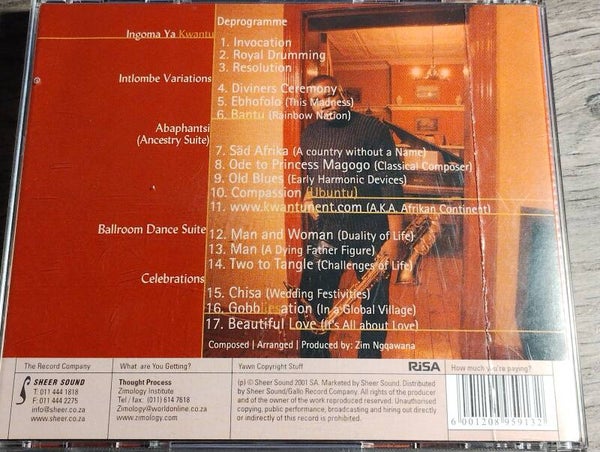 Deprogramme
Ingoma Ya Kwantu
1. Invocation
2. Royal Drumming
3. Resolution
Intlombe Variations
4. Diviners Ceremony
5. Ebhofolo (This Madness)
6. Bantu (Rainbow Nation)
Abaphantsi
(Ancestry Suite)
7. Säd Afrika (A country without a Name)
8. Ode to Princess Magogo (Classical Composer)
9. Old Blues (Early Harmonic Devices)
10. Compassion (Ubuntu)
11. www.kwantunent.com (A.K.A. Afrikan Continent)
Ballroom Dance Suite
12. Man and Woman (Duality of Life)
13. Man (A Dying Father Figure)
14. Two to Tangle (Challenges of Life)
Celebrations
15. Chisa (Wedding Festivities)
16. Gobbliesation (In a Global Village)
17. Beautiful Love (It's All about Love)
Composed | Arranged | Produced by: Zim Ngqawana
The Record Company
SHEER SOUND
T: 011 444 1818
F: 011 444 2275
info@sheer.co.za
www.sheer.co.za
What are You Getting?
Thought Process
Zimology Institute
Tel / fax: (011) 614 7618
Zimology@worldonline.co.za
www.zimology.com
Yawn Copyright Stuff
RiSA
(p) © Sheer Sound 2001 SA. Marketed by Sheer Sound. Distributed
by Sheer Sound/Gallo Record Company. All rights of the producer
and of the owner of the work reproduced reserved. Unauthorised
copying, public performance, broadcasting and hiring out directly
or indirectly of this record is prohibited.
How much you're paying?
6 001208 959132